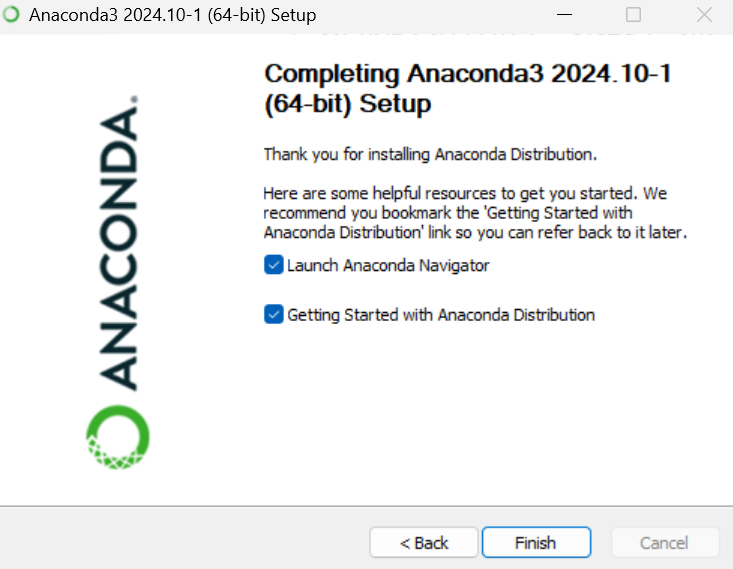 Anaconda3 2024.10-1 (64-bit) Setup
Completing Anaconda3 2024.10-1
(64-bit) Setup
Thank you for installing Anaconda Distribution.
Here are some helpful resources to get you started. We
recommend you bookmark the 'Getting Started with
Anaconda Distribution' link so you can refer back to it later.
Launch Anaconda Navigator
Getting Started with Anaconda Distribution
ANACONDA.
< Back
Finish
Cancel